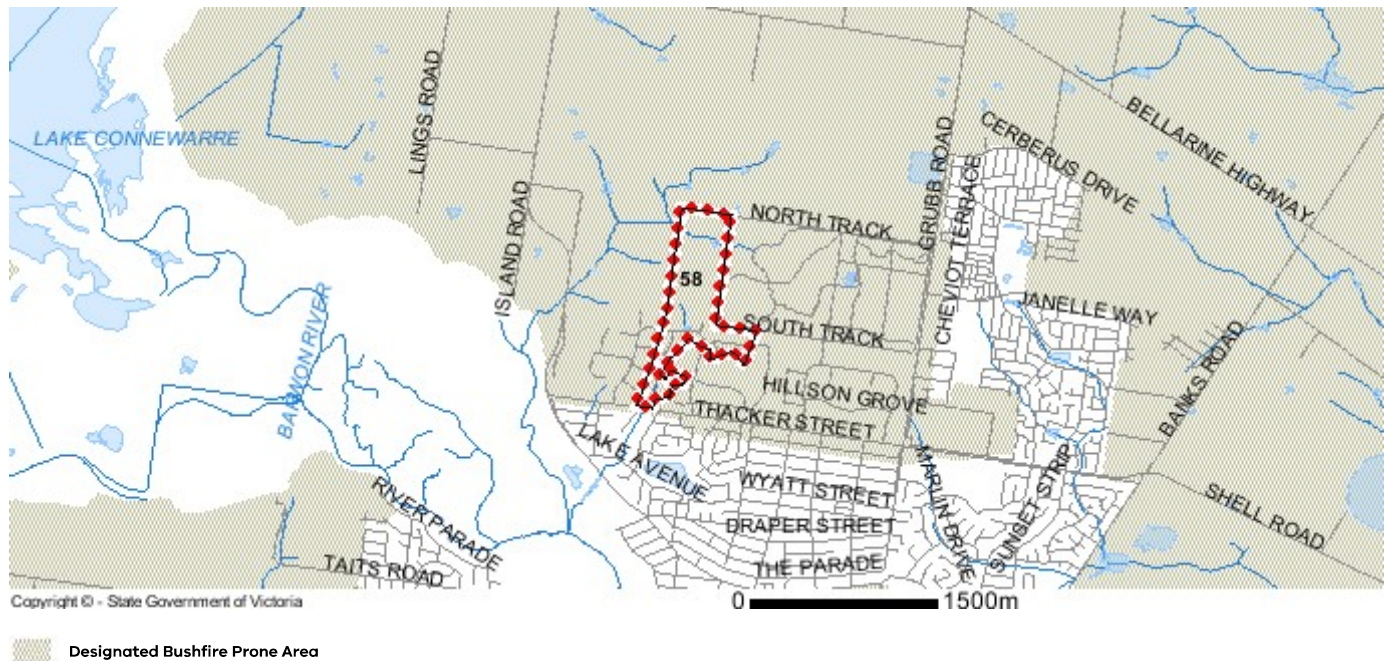 BELLARINE HIGHWAY
CERBERUS DRIVE
LAKE CONNEWARRE
LINGS ROAD
GRUBB ROAD
CHEVIOT TERRACE
ISLAND ROAD
NORTH TRACK
58
JANELLE WAY
SOUTH TRACK
BANKS ROAD
BARWON RIVER
HILLSON GROVE
THACKER STREET
LAKE AVENUE
WYATT STREET
MARLIN DRIVE
SUNSET STRIP
SHELL ROAD
RIVER PARADE
DRAPER STREET
THE PARADE
TAITS ROAD
Copyright © - State Government of Victoria
0 1500m
Designated Bushfire Prone Area